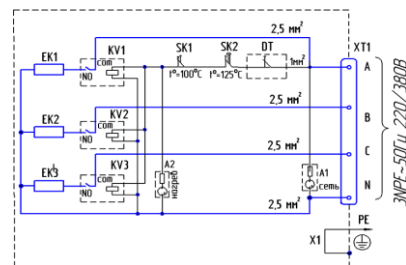 2,5 мм²
EK1
KV1
com
NO
SK1
t°=100°C
SK2
t°=125°C
DT
1мм²
XT1
A
2,5 мм²
B
EK2
KV2
com
NO
2,5 мм²
C
EK3
KV3
com
NO
A2
нагрев
A1
сеть
2,5 мм²
N
3NPE~50Гц 220/380В
X1
PE